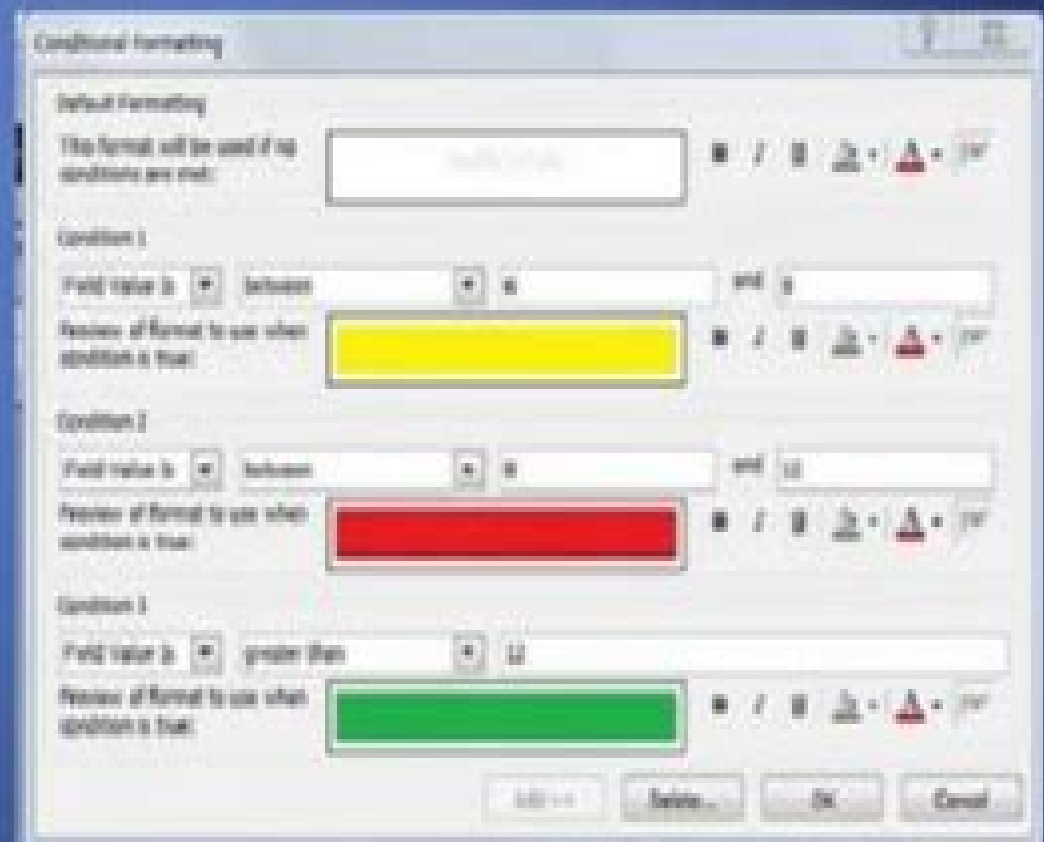 Conditional Formatting
Default Formatting
This format will be used if no
conditions are met:
Condition 1
Field Value Is between and
Preview of format to use when
condition is true:
Condition 2
Field Value Is between and 12
Preview of format to use when
condition is true:
Condition 3
Field Value Is greater than 12
Preview of format to use when
condition is true:
Delete... OK Cancel